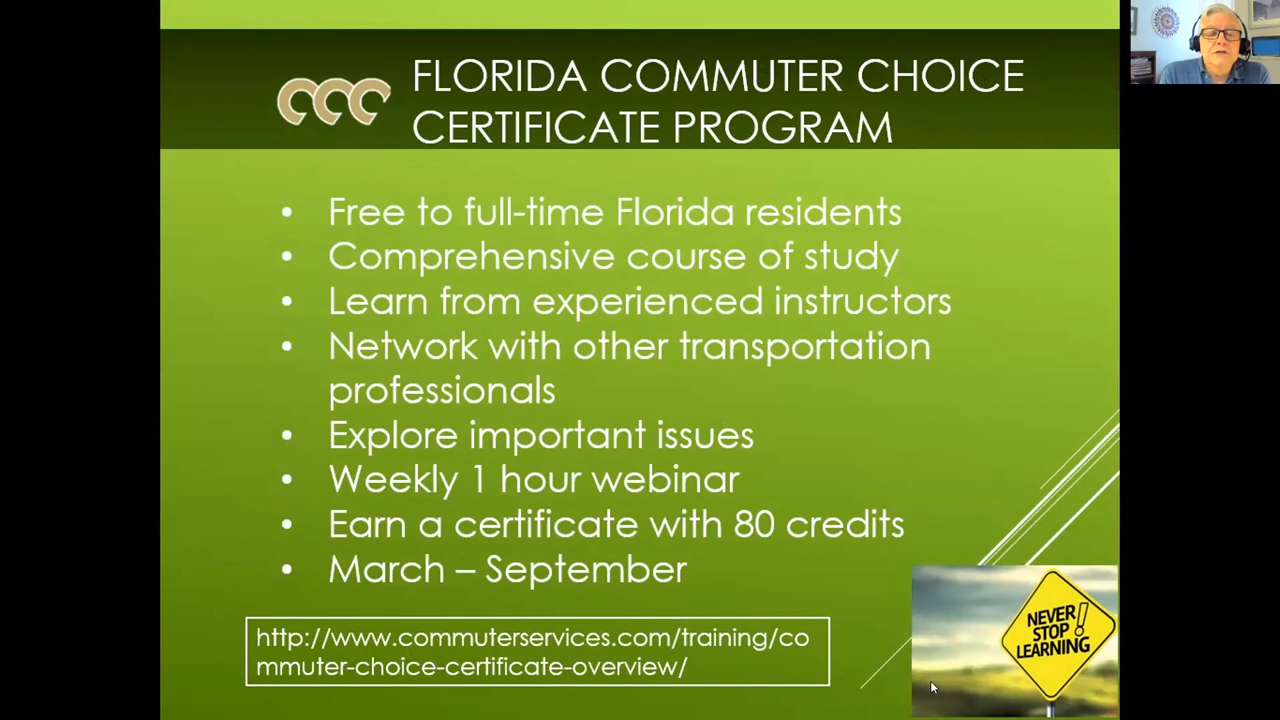 FLORIDA COMMUTER CHOICE
CERTIFICATE PROGRAM
• Free to full-time Florida residents
• Comprehensive course of study
• Learn from experienced instructors
• Network with other transportation
professionals
• Explore important issues
• Weekly 1 hour webinar
• Earn a certificate with 80 credits
• March – September
http://www.commuterservices.com/training/co
mmuter-choice-certificate-overview/
NEVER
STOP !
LEARNING